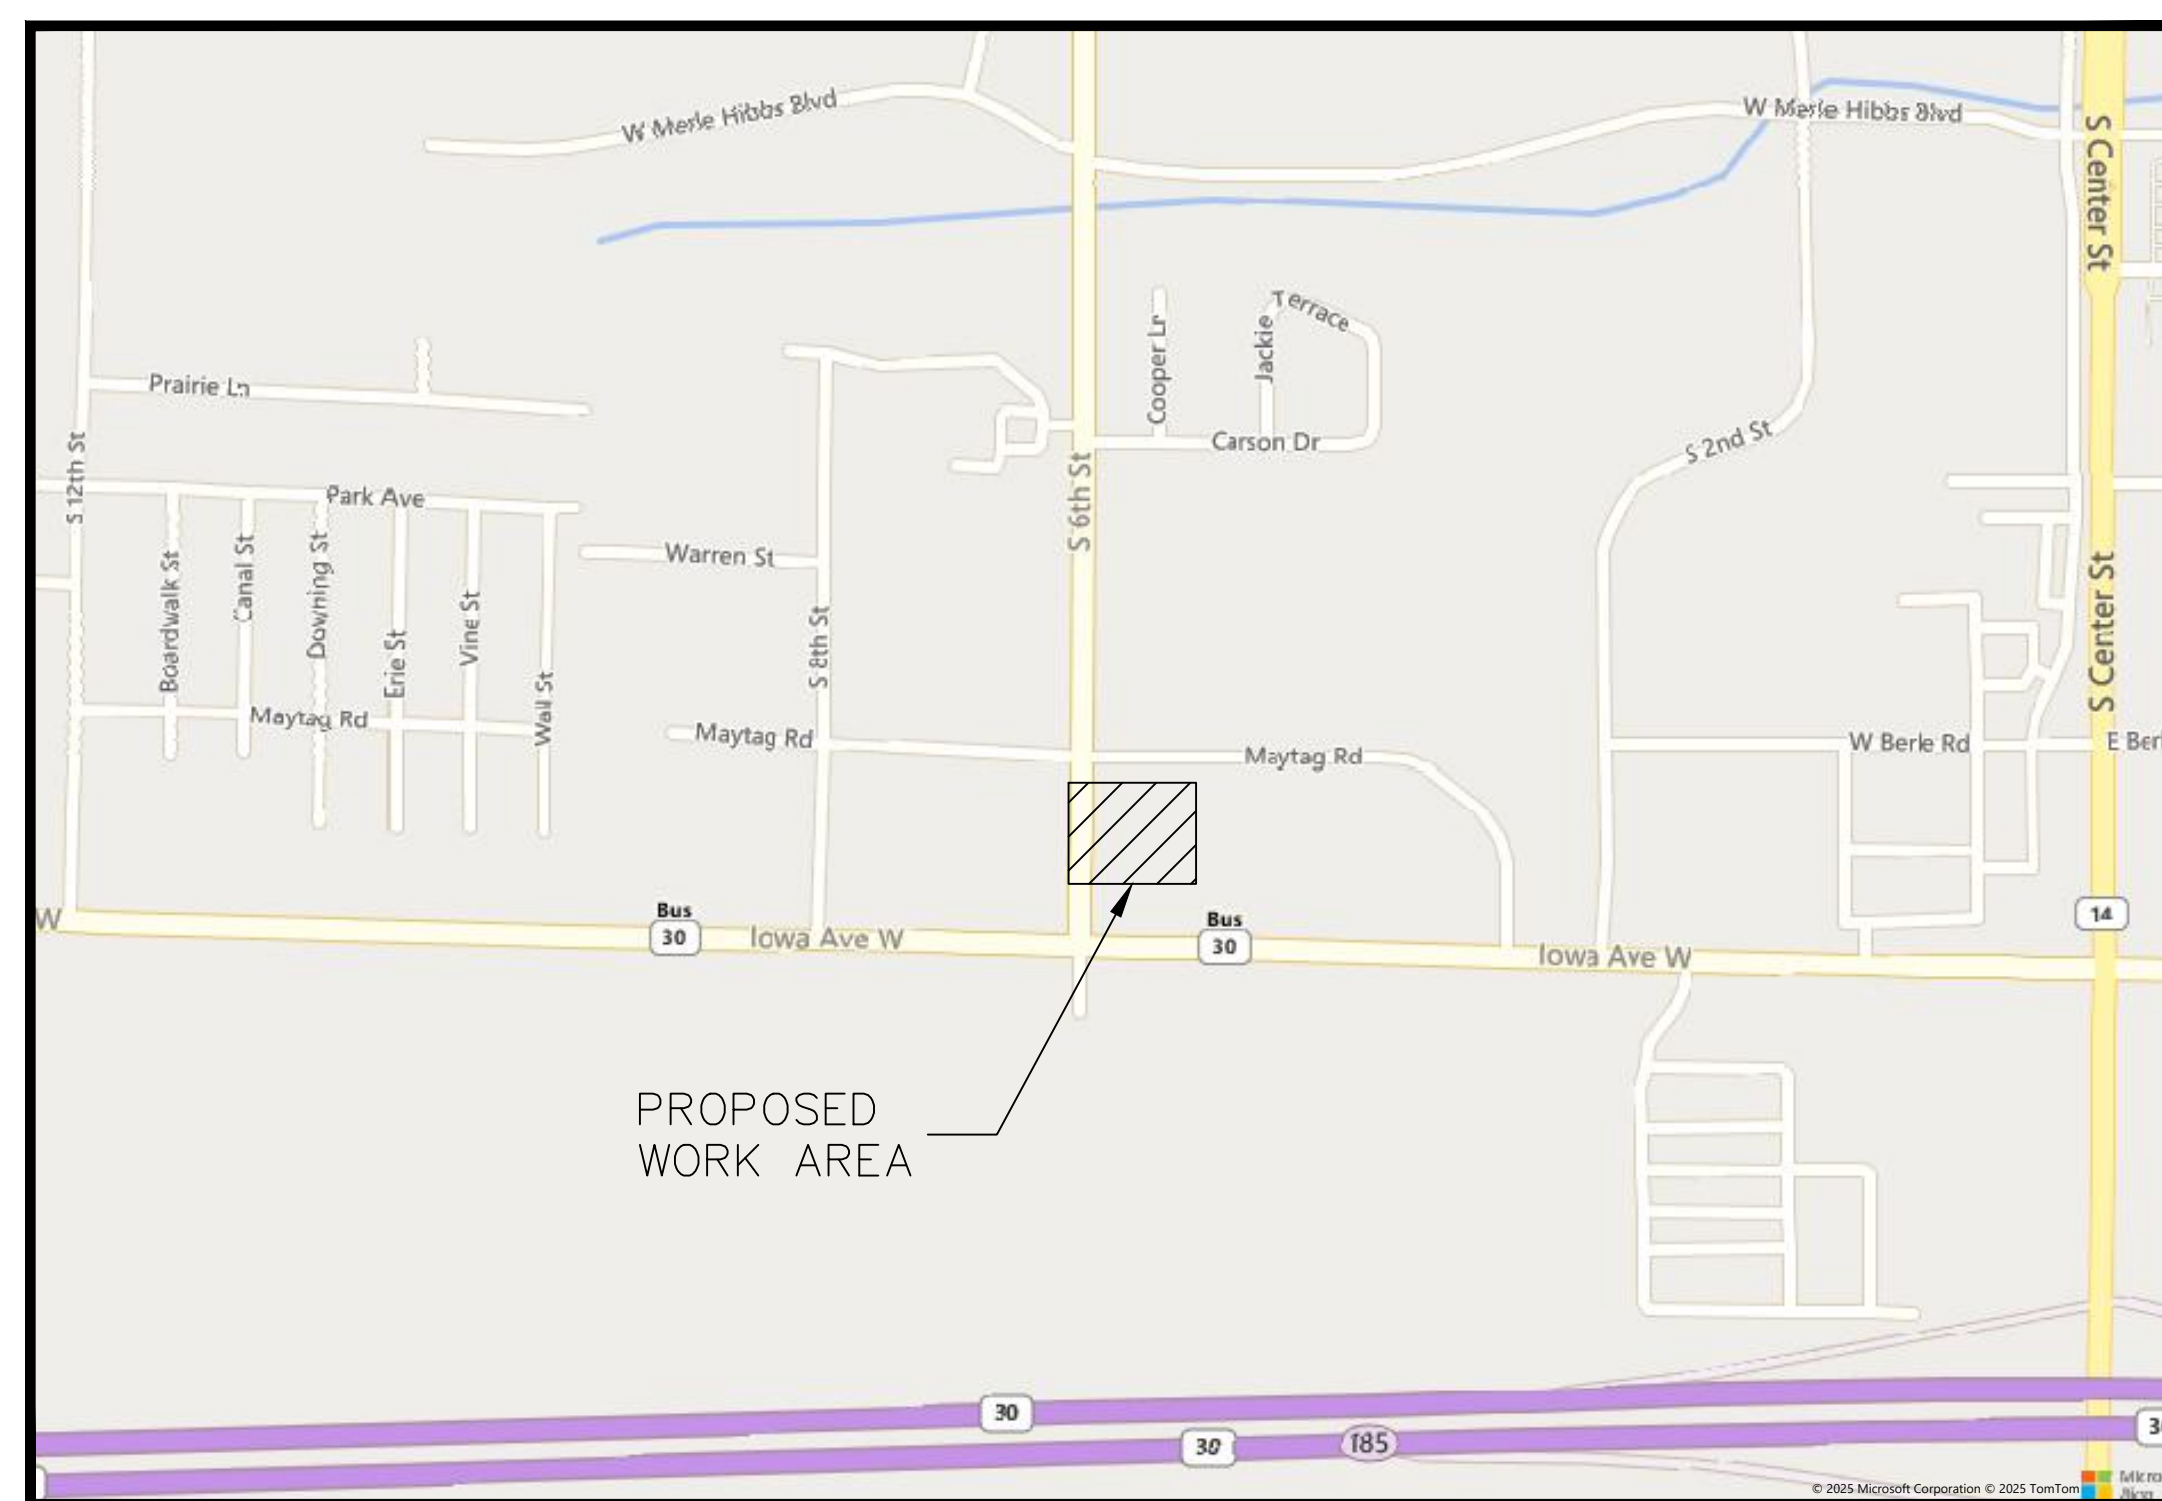 W Merle Hibbs Blvd
W Merle Hibbs Blvd
S Center St
Terrace
Jackie
Cooper Ln
Prairie Ln
Carson Dr
S 2nd St
S 12th St
S 6th St
Park Ave
Warren St
Boardwalk St
Canal St
Downing St
Erie St
Vine St
Wall St
S 8th St
S Center St
Maytag Rd
Maytag Rd
Maytag Rd
W Berle Rd
E Ber
W
Bus
30
Iowa Ave W
Bus
30
Iowa Ave W
14
PROPOSED
WORK AREA
30
30
185
3
© 2025 Microsoft Corporation © 2025 TomTom